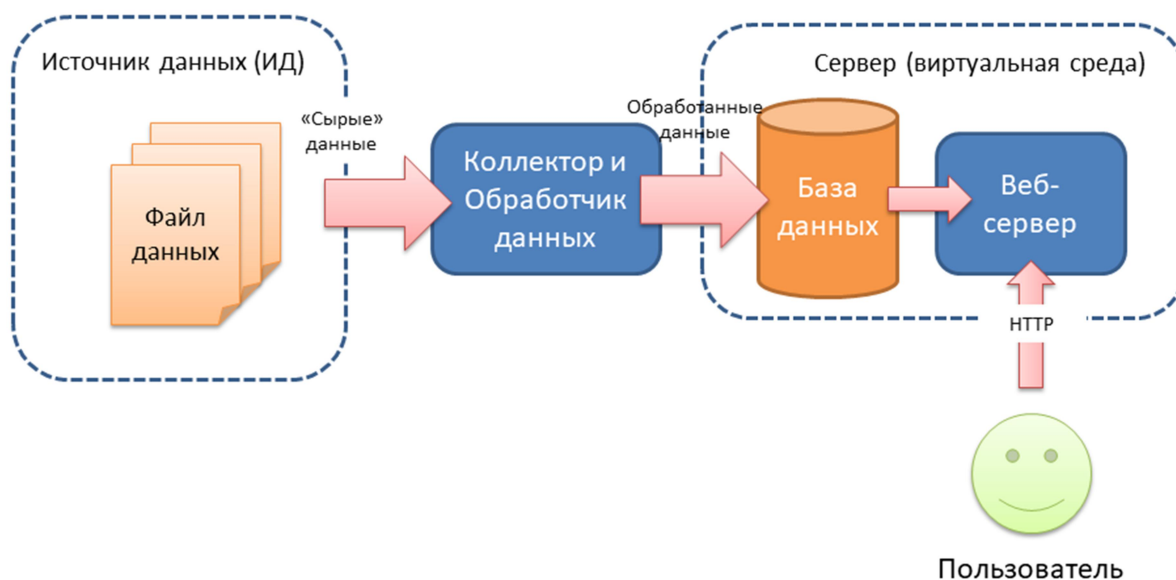 Источник данных (ИД)
Файл
данных
«Сырые»
данные
Коллектор и
Обработчик
данных
Обработанные
данные
Сервер (виртуальная среда)
База
данных
Веб-
сервер
HTTP
Пользователь